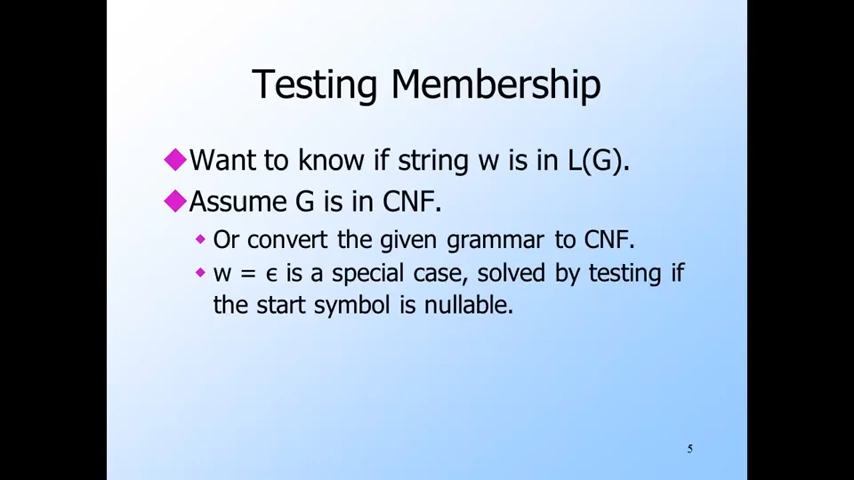 Testing Membership
◆Want to know if string w is in L(G).
◆Assume G is in CNF.
◆ Or convert the given grammar to CNF.
◆ w = ϵ is a special case, solved by testing if
the start symbol is nullable.
5